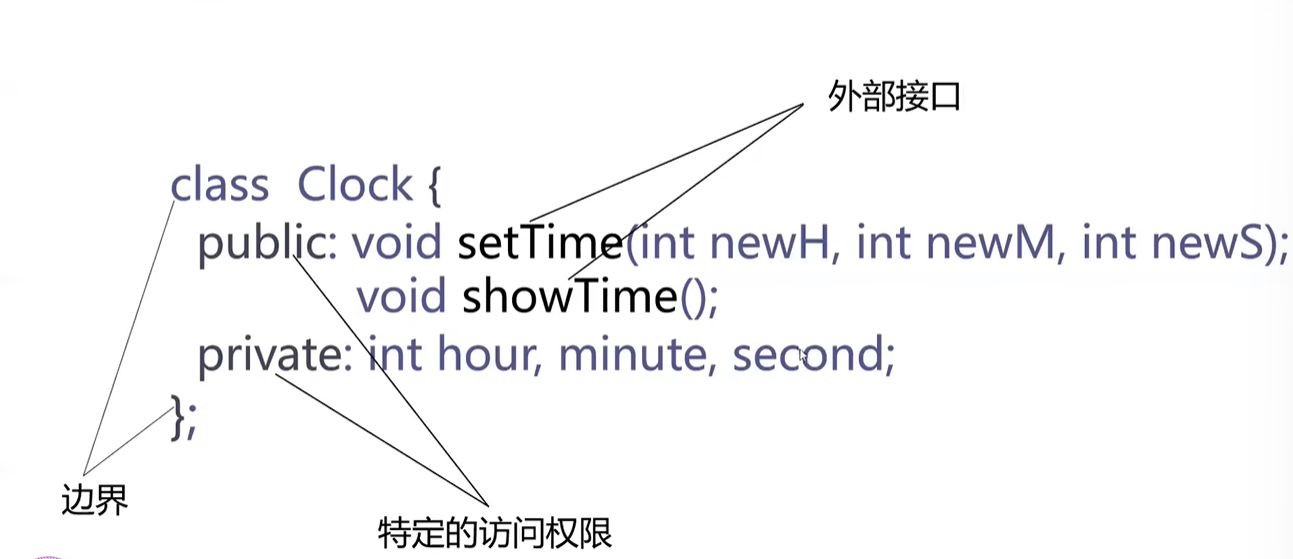 外部接口
class Clock {
public: void setTime(int newH, int newM, int newS);
void showTime();
private: int hour, minute, second;
};
边界
特定的访问权限